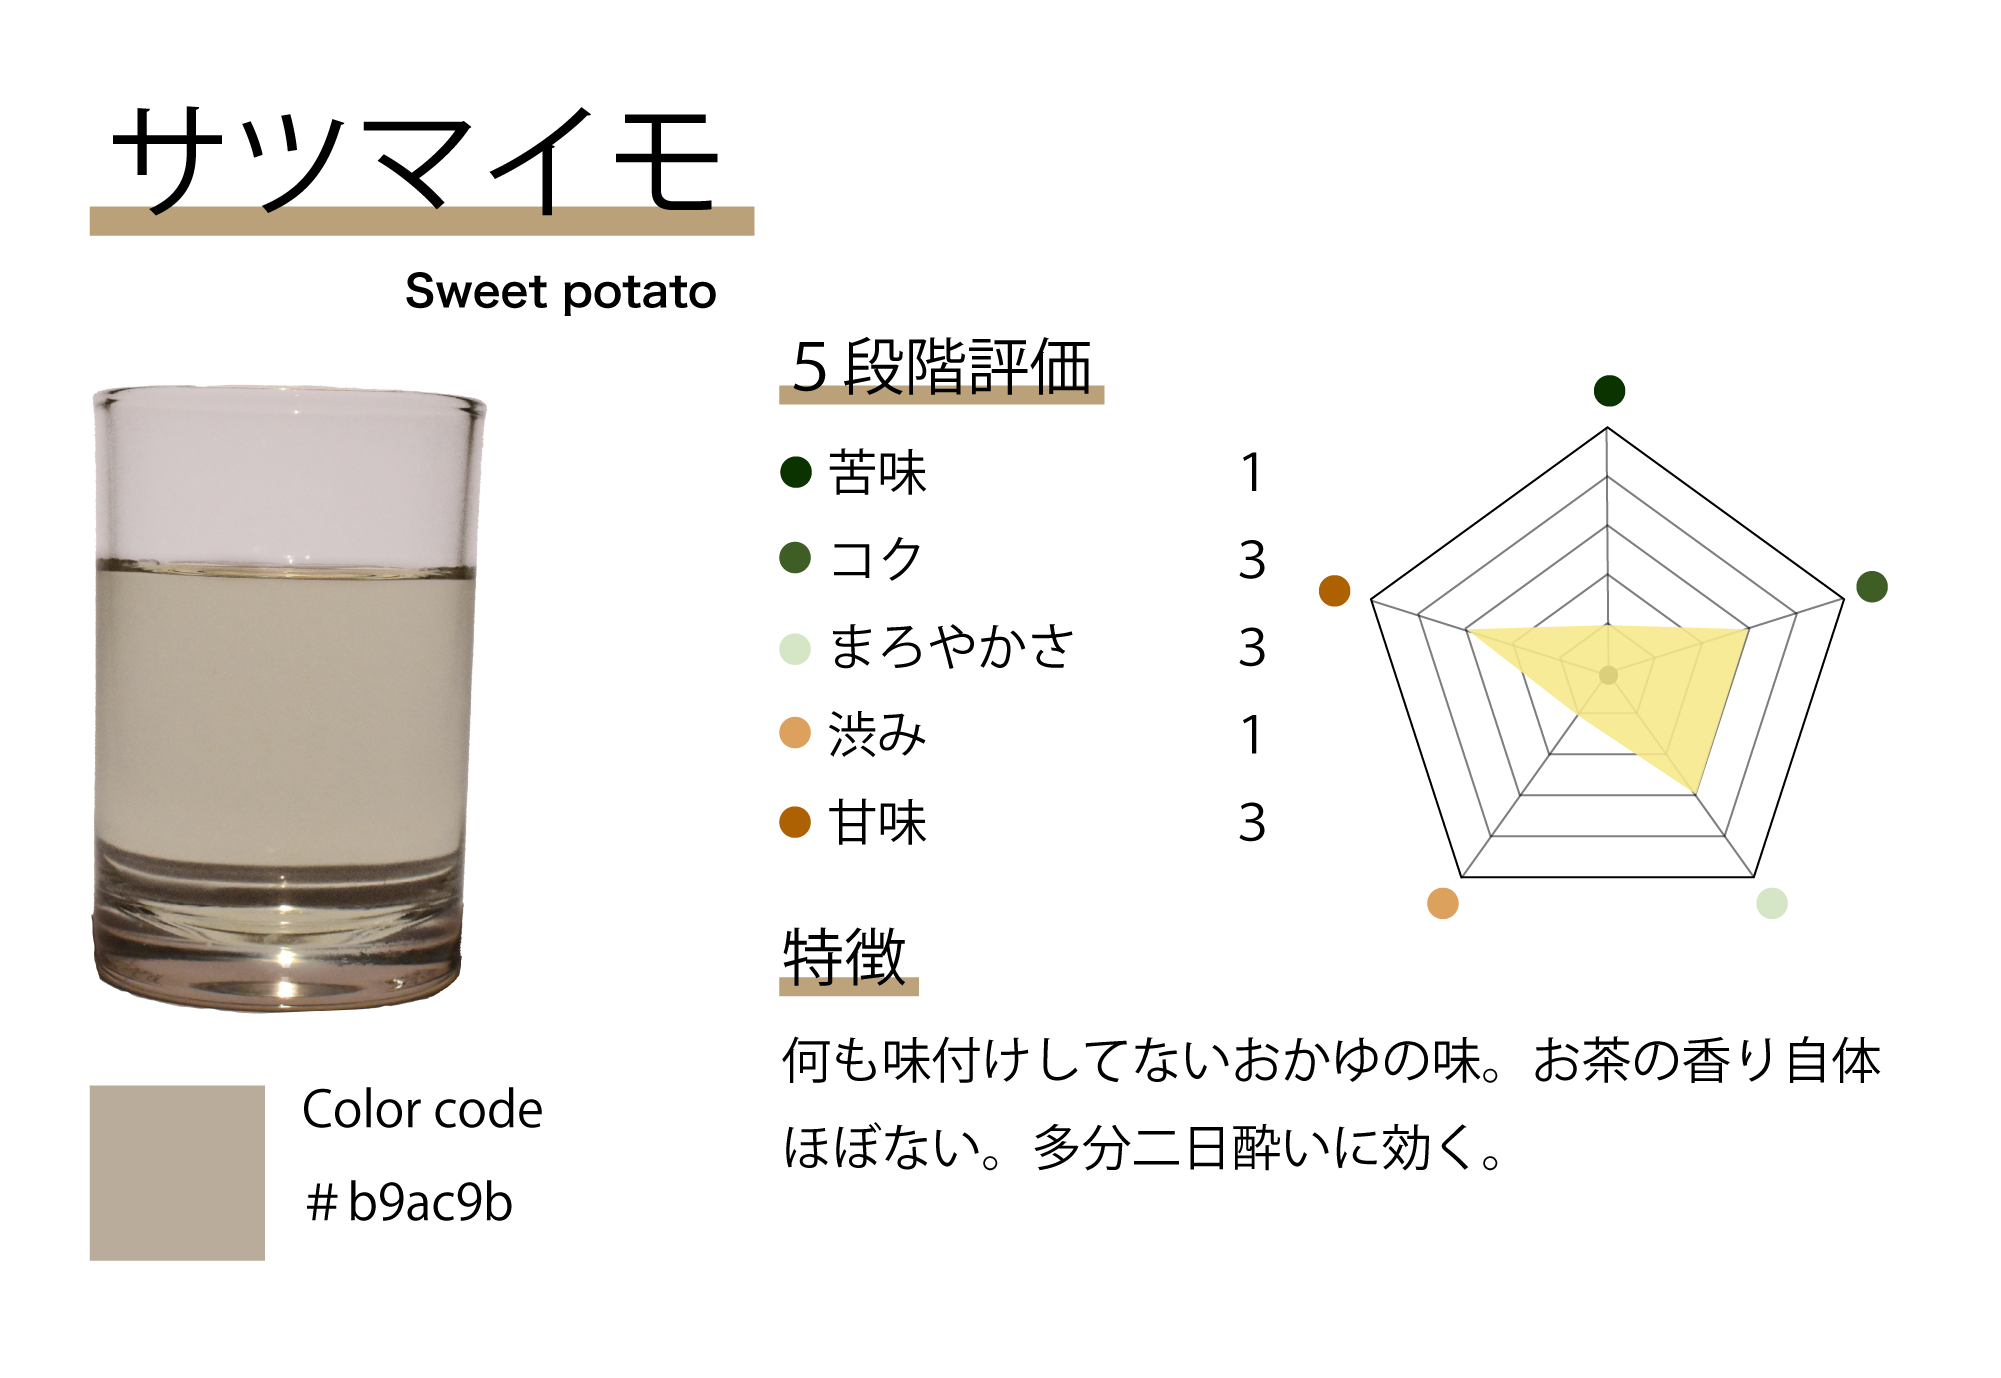 サツマイモ
Sweet potato
５段階評価
苦味 1
コク 3
まろやかさ 3
渋み 1
甘味 3
特徴
何も味付けしてないおかゆの味。お茶の香り自体
ほぼない。多分二日酔いに効く。
Color code
＃b9ac9b